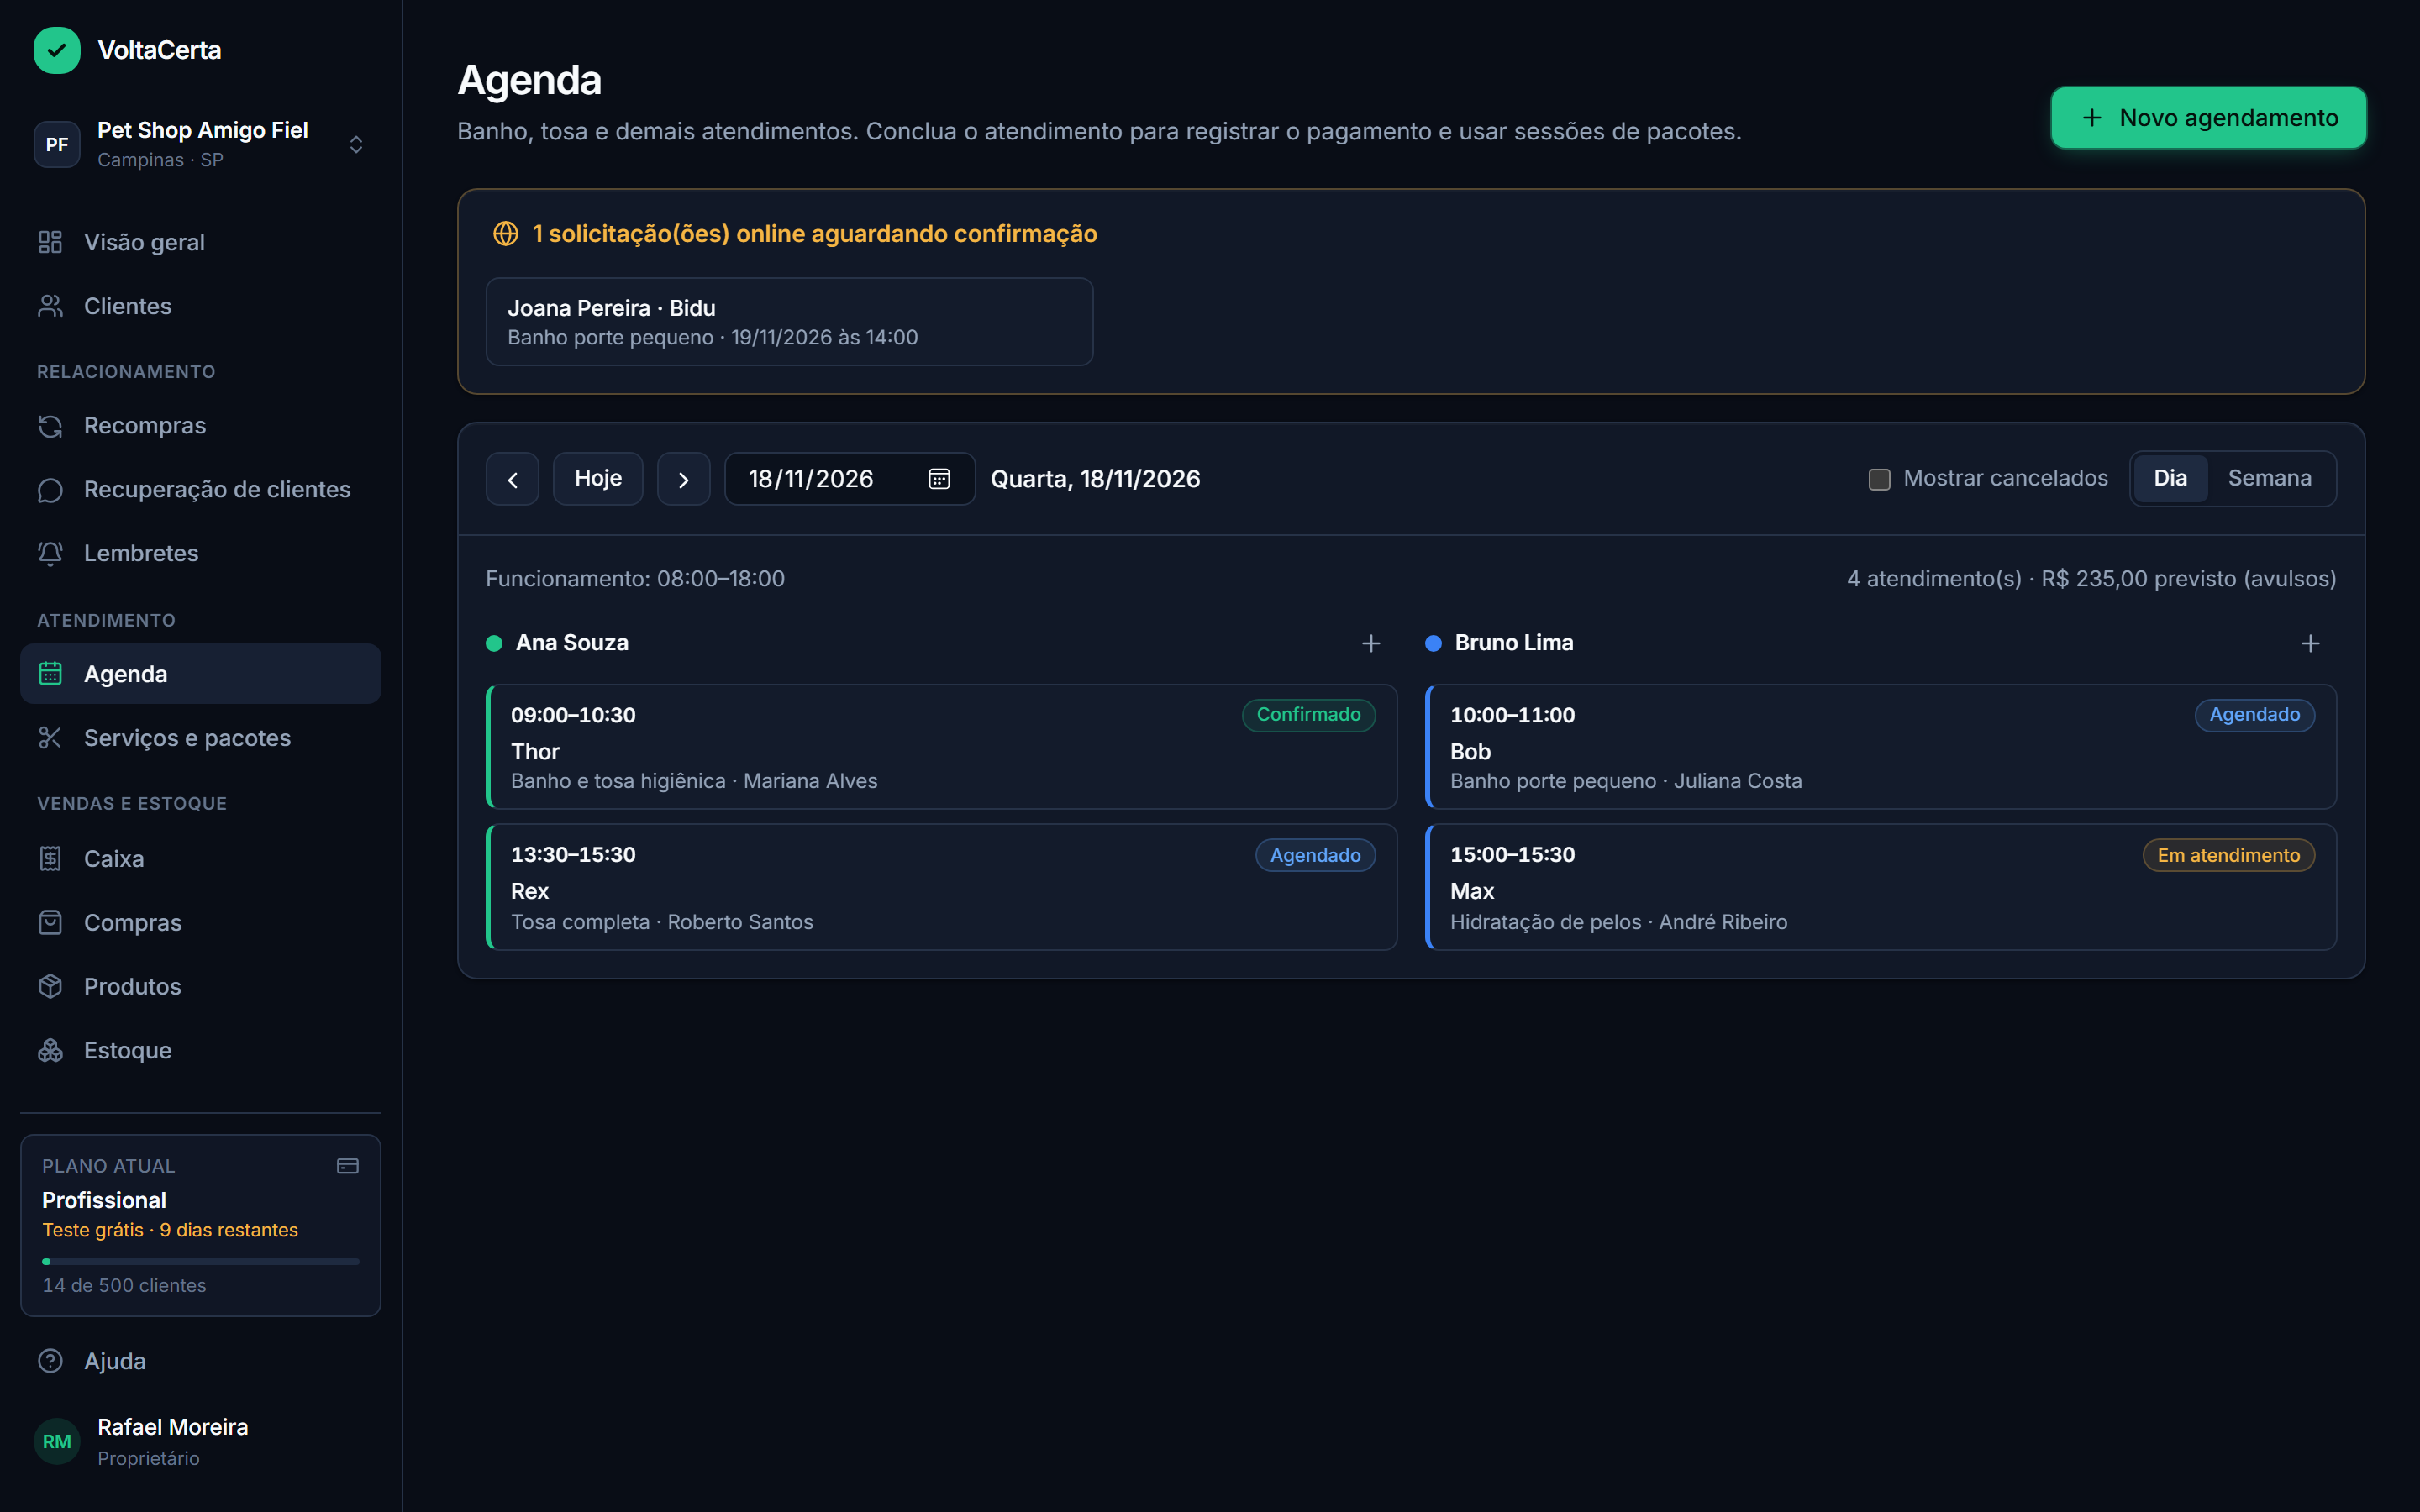 VoltaCerta
PF
Pet Shop Amigo Fiel
Campinas · SP
Visão geral
Clientes
RELACIONAMENTO
Recompras
Recuperação de clientes
Lembretes
ATENDIMENTO
Agenda
Serviços e pacotes
VENDAS E ESTOQUE
Caixa
Compras
Produtos
Estoque
PLANO ATUAL
Profissional
Teste grátis · 9 dias restantes
14 de 500 clientes
Ajuda
RM
Rafael Moreira
Proprietário
Agenda
Banho, tosa e demais atendimentos. Conclua o atendimento para registrar o pagamento e usar sessões de pacotes.
Novo agendamento
1 solicitação(ões) online aguardando confirmação
Joana Pereira · Bidu
Banho porte pequeno · 19/11/2026 às 14:00
Hoje
18/11/2026
Quarta, 18/11/2026
Mostrar cancelados
Dia
Semana
Funcionamento: 08:00–18:00
4 atendimento(s) · R$ 235,00 previsto (avulsos)
Ana Souza
09:00–10:30
Confirmado
Thor
Banho e tosa higiênica · Mariana Alves
13:30–15:30
Agendado
Rex
Tosa completa · Roberto Santos
Bruno Lima
10:00–11:00
Agendado
Bob
Banho porte pequeno · Juliana Costa
15:00–15:30
Em atendimento
Max
Hidratação de pelos · André Ribeiro